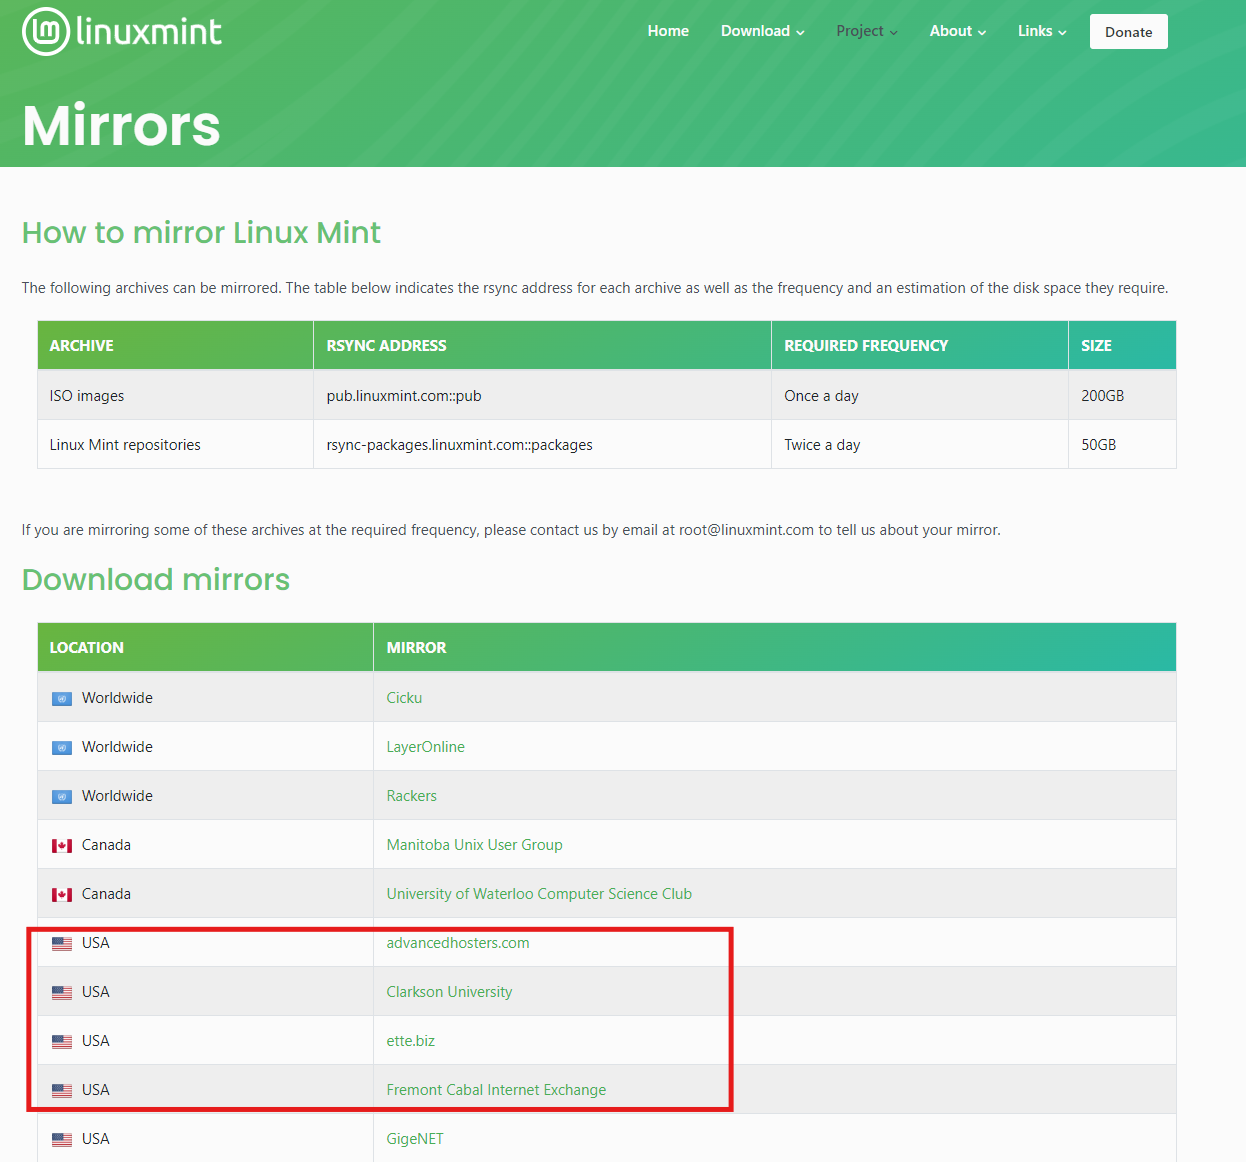 linuxmint Home Download Project About Links Donate
Mirrors
How to mirror Linux Mint
The following archives can be mirrored. The table below indicates the rsync address for each archive as well as the frequency and an estimation of the disk space they require.
ARCHIVE RSYNC ADDRESS REQUIRED FREQUENCY SIZE
ISO images pub.linuxmint.com::pub Once a day 200GB
Linux Mint repositories rsync-packages.linuxmint.com::packages Twice a day 50GB
If you are mirroring some of these archives at the required frequency, please contact us by email at root@linuxmint.com to tell us about your mirror.
Download mirrors
LOCATION MIRROR
Worldwide Cicku
Worldwide LayerOnline
Worldwide Rackers
Canada Manitoba Unix User Group
Canada University of Waterloo Computer Science Club
USA advancedhosters.com
USA Clarkson University
USA ette.biz
USA Fremont Cabal Internet Exchange
USA GigeNET